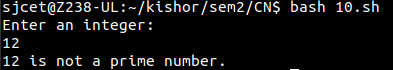 sjcet@Z238-UL:~/kishor/sem2/CN$ bash 10.sh
Enter an integer:
12
12 is not a prime number.